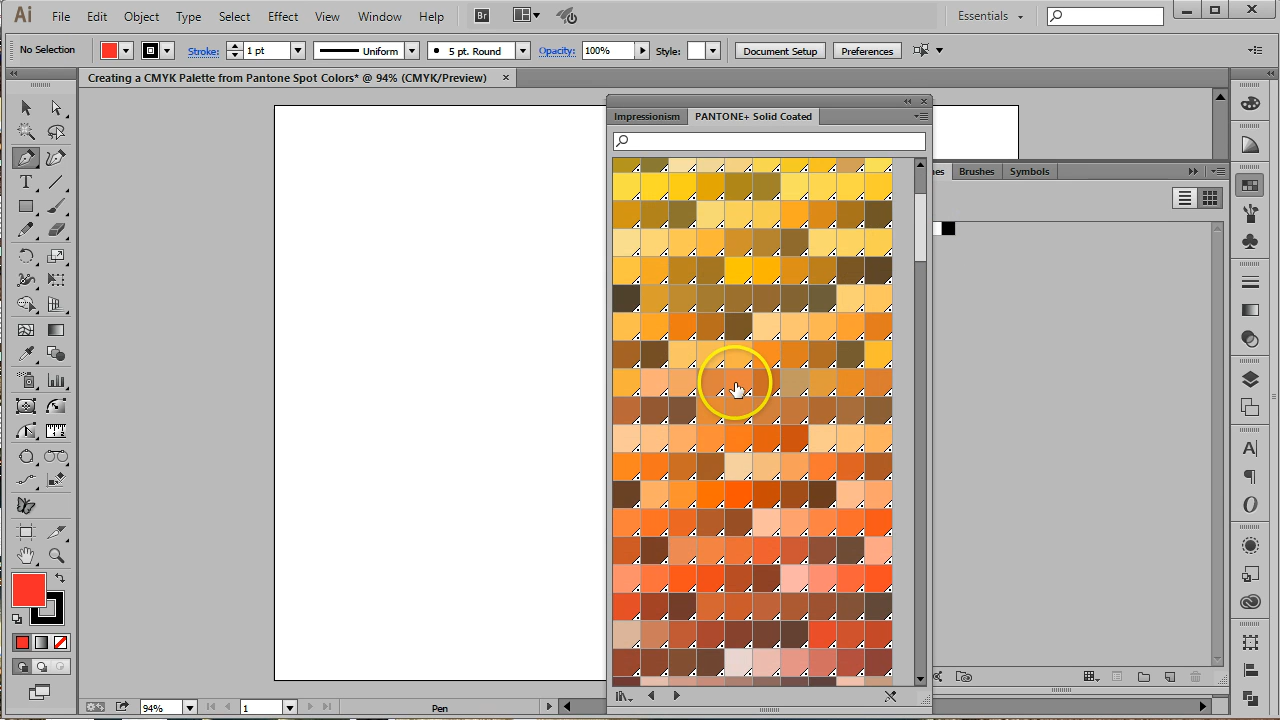 Ai File Edit Object Type Select Effect View Window Help Br Essentials
No Selection Stroke: 1 pt Uniform 5 pt. Round Opacity: 100% Style: Document Setup Preferences
Creating a CMYK Palette from Pantone Spot Colors* @ 94% (CMYK/Preview)
Impressionism PANTONE+ Solid Coated
Brushes Symbols
94% 1 Pen